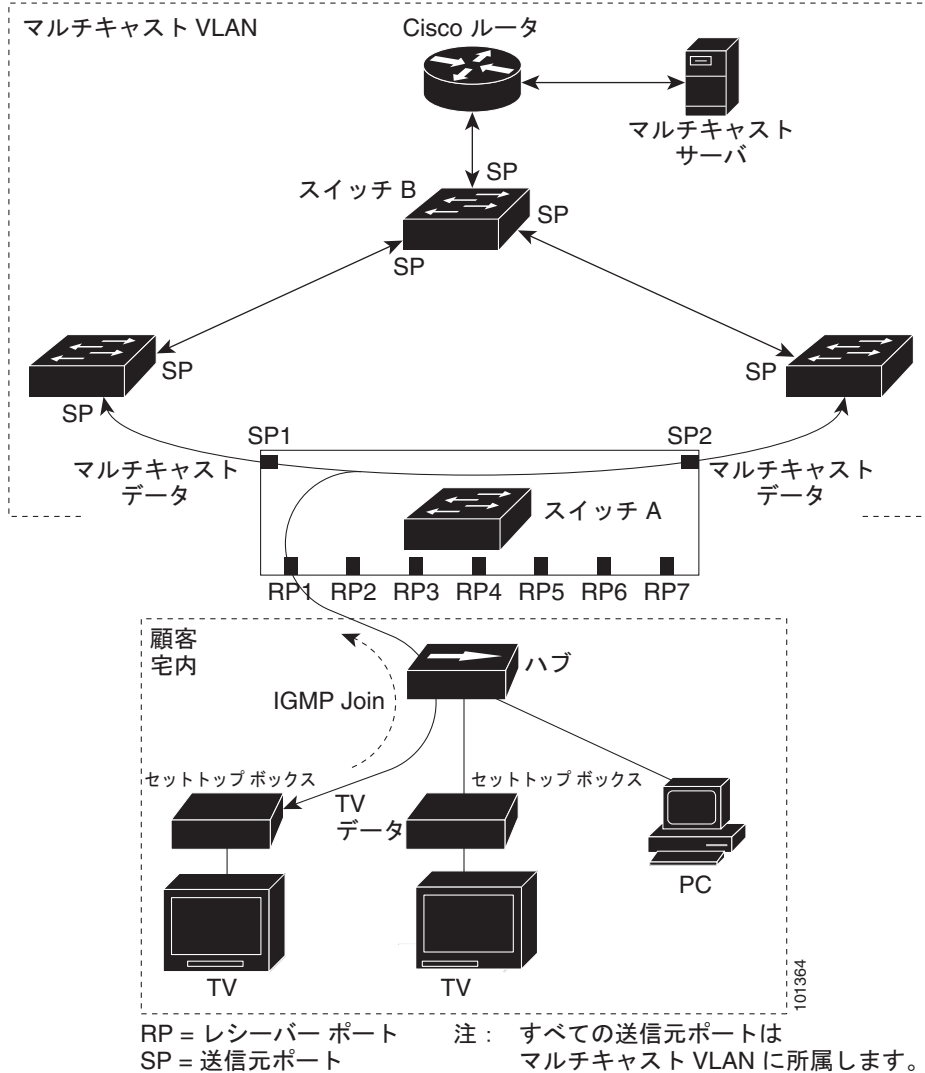 マルチキャスト VLAN
Cisco ルータ
マルチキャスト
サーバ
SP
スイッチ B
SP
SP
SP
SP
SP
SP1
SP2
マルチキャスト
データ
マルチキャスト
データ
スイッチ A
RP1 RP2 RP3 RP4 RP5 RP6 RP7
顧客
宅内
ハブ
IGMP Join
セットトップ ボックス
セットトップ ボックス
TV
データ
PC
TV
TV
101364
RP = レシーバー ポート
SP = 送信元ポート
注： すべての送信元ポートは
マルチキャスト VLAN に所属します。